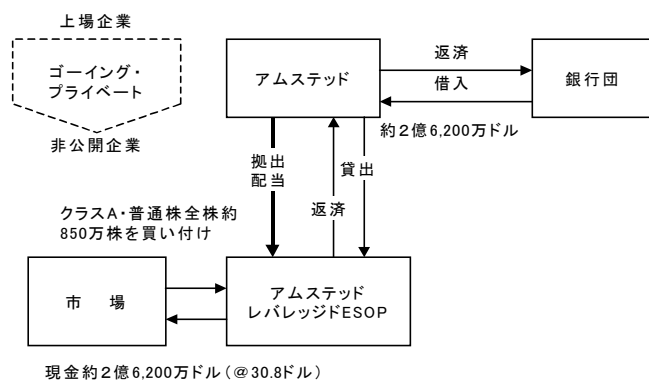 上場企業
ゴーイング・
プライベート
非公開企業
アムステッド
返済
借入
銀行団
約2億6,200万ドル
拠出
配当
貸出
返済
クラスA・普通株全株約
850万株を買い付け
市　場
アムステッド
レバレッジドESOP
現金約2億6,200万ドル（@30.8ドル）